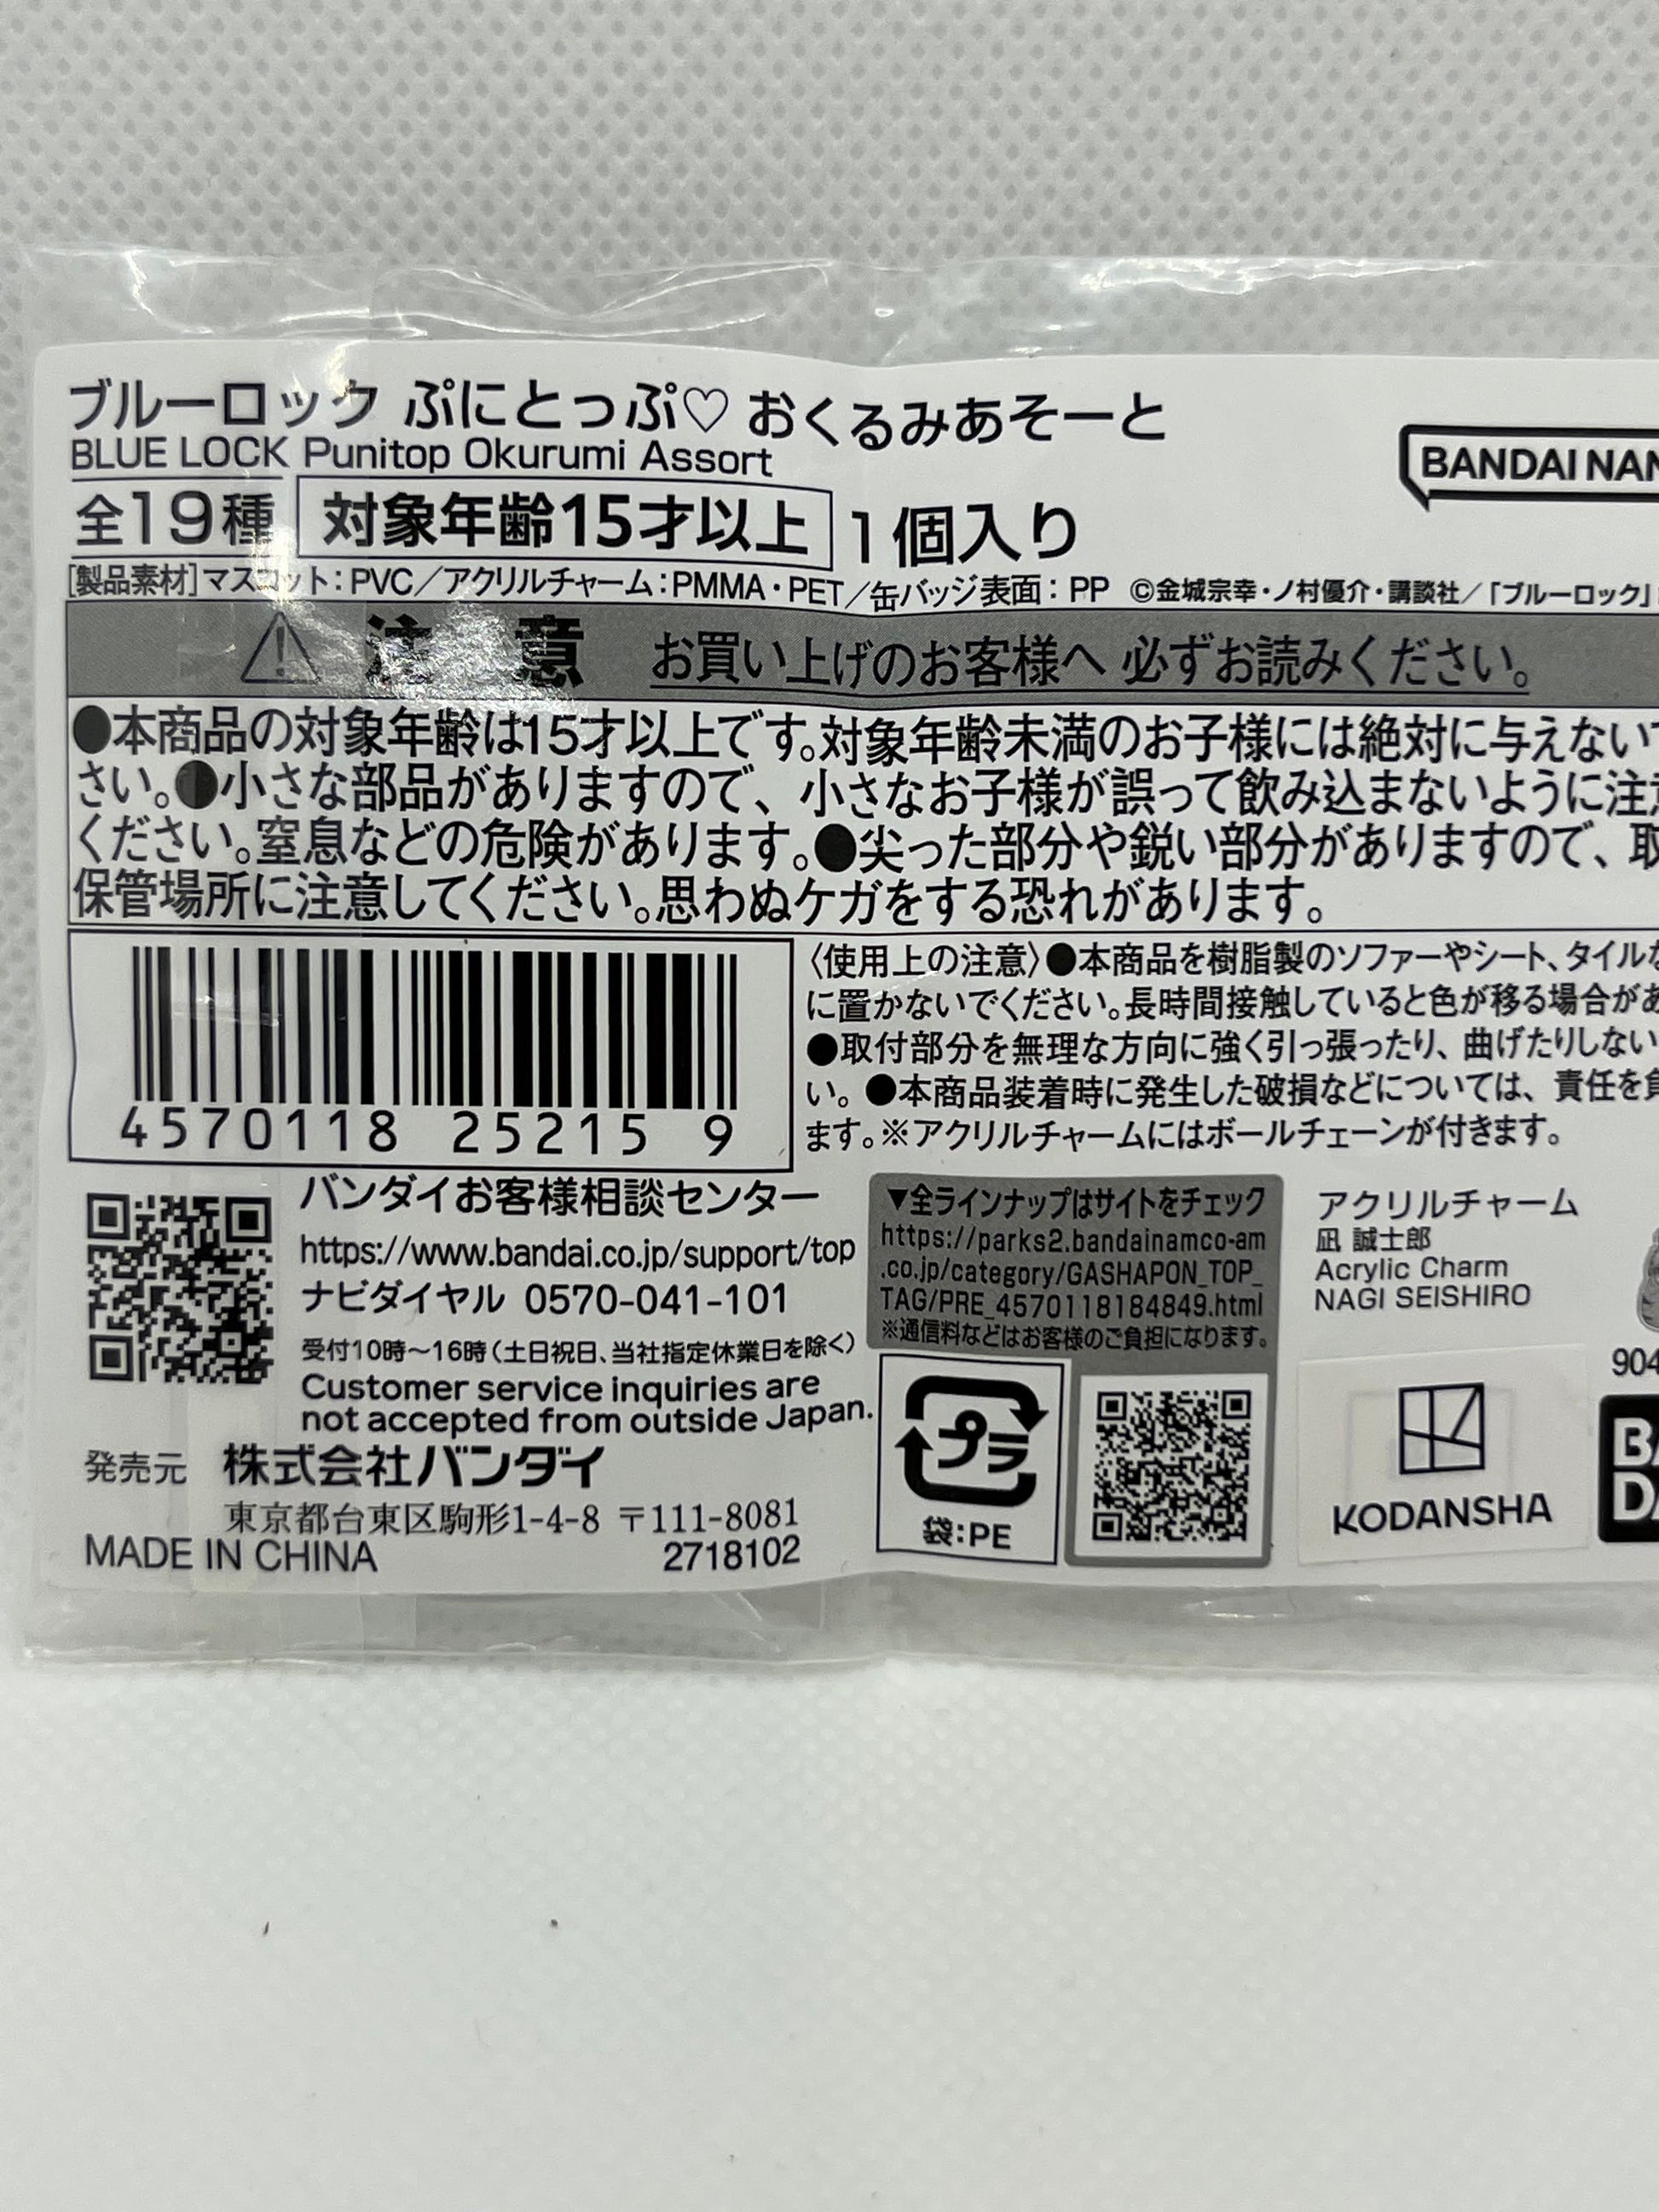 ブルーロック ぷにとっぷ♡ おくるみあそーと
BLUE LOCK Punitop Okurumi Assort
BANDAI NAM
全19種 対象年齢15才以上 1個入り
[製品素材]マスコット：PVC／アクリルチャーム：PMMA・PET／缶バッジ表面：PP ©金城宗幸・ノ村優介・講談社／「ブルーロック」
注意 お買い上げのお客様へ 必ずお読みください。
●本商品の対象年齢は15才以上です。対象年齢未満のお子様には絶対に与えない
さい。●小さな部品がありますので、小さなお子様が誤って飲み込まないように注意
ください。窒息などの危険があります。●尖った部分や鋭い部分がありますので、取
保管場所に注意してください。思わぬケガをする恐れがあります。
4570118 25215 9
〈使用上の注意〉●本商品を樹脂製のソファーやシート、タイルな
に置かないでください。長時間接触していると色が移る場合があ
●取付部分を無理な方向に強く引っ張ったり、曲げたりしない
い。●本商品装着時に発生した破損などについては、責任を負
ます。※アクリルチャームにはボールチェーンが付きます。
バンダイお客様相談センター
https://www.bandai.co.jp/support/top
ナビダイヤル 0570-041-101
受付10時～16時（土日祝日、当社指定休業日を除く）
Customer service inquiries are
not accepted from outside Japan.
発売元 株式会社バンダイ
東京都台東区駒形1-4-8 〒111-8081
MADE IN CHINA 2718102
▼全ラインナップはサイトをチェック
https://parks2.bandainamco-am
.co.jp/category/GASHAPON_TOP_
TAG/PRE_4570118184849.html
※通信料などはお客様のご負担になります。
プラ
袋：PE
アクリルチャーム
凪 誠士郎
Acrylic Charm
NAGI SEISHIRO
904
KODANSHA
BA
DA